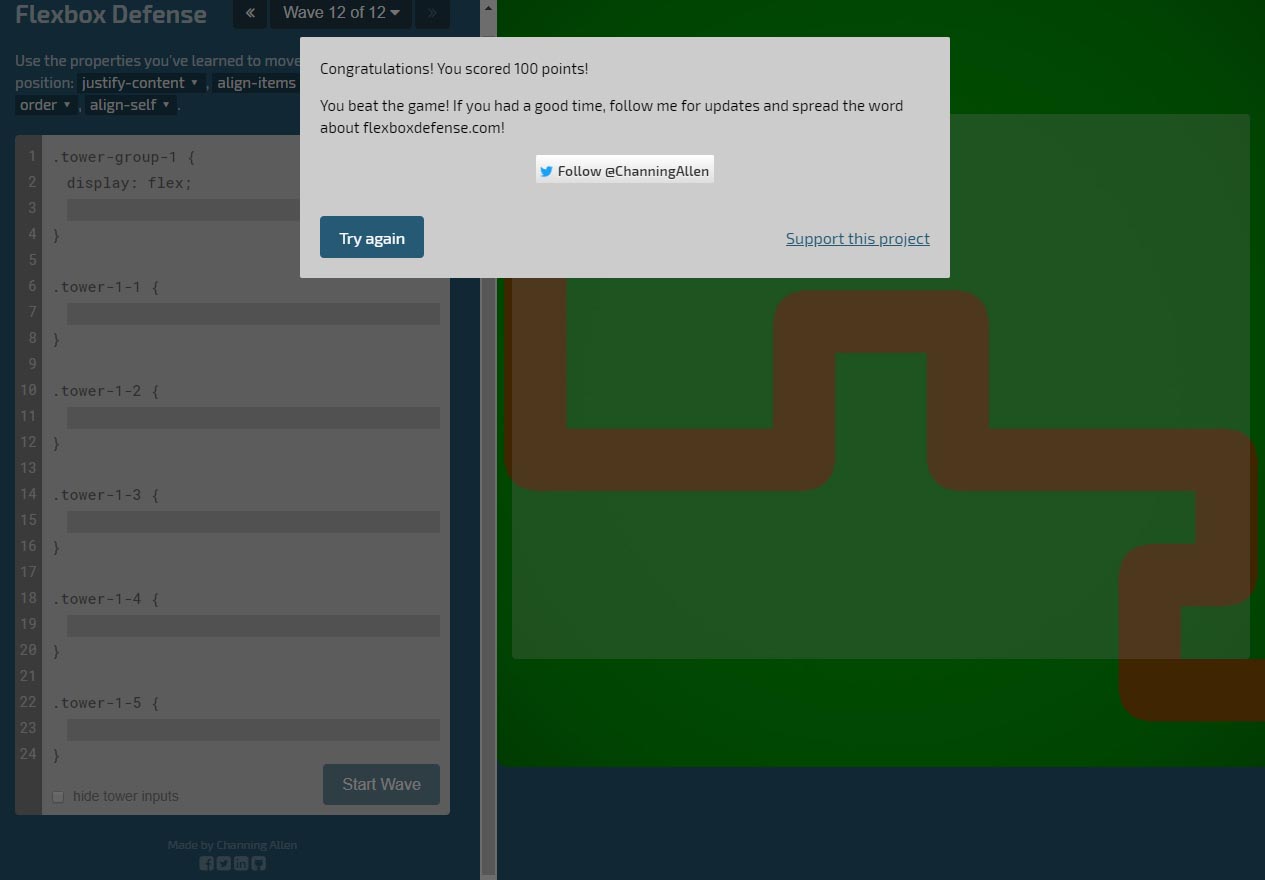 Flexbox Defense
«
Wave 12 of 12
»
Use the properties you've learned to move
position: justify-content , align-items
order , align-self .
Congratulations! You scored 100 points!
You beat the game! If you had a good time, follow me for updates and spread the word
about flexboxdefense.com!
Follow @ChanningAllen
Try again
Support this project
1 .tower-group-1 {
2 display: flex;
3
4 }
5
6 .tower-1-1 {
7
8 }
9
10 .tower-1-2 {
11
12 }
13
14 .tower-1-3 {
15
16 }
17
18 .tower-1-4 {
19
20 }
21
22 .tower-1-5 {
23
24 }
hide tower inputs
Start Wave
Made by Channing Allen